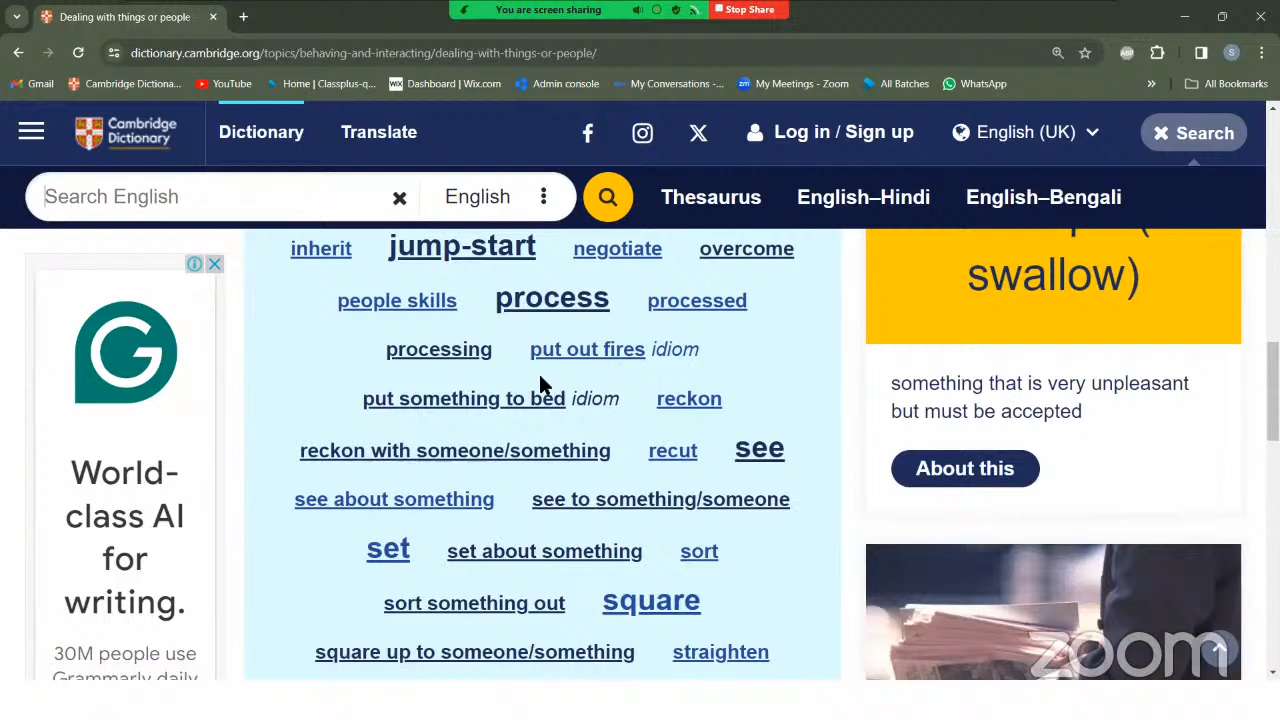 Dealing with things or people
You are screen sharing
Stop Share
dictionary.cambridge.org/topics/behaving-and-interacting/dealing-with-things-or-people/
ABP
S
Gmail
Cambridge Dictiona...
YouTube
Home | Classplus-q...
WIX
Dashboard | Wix.com
Admin console
My Conversations -...
zm
My Meetings - Zoom
All Batches
WhatsApp
»
All Bookmarks
Cambridge
Dictionary
Dictionary
Translate
Log in / Sign up
English (UK)
Search
Search English
English
Thesaurus
English–Hindi
English–Bengali
inherit jump-start negotiate overcome
people skills process processed
processing put out fires idiom
put something to bed idiom reckon
reckon with someone/something recut see
see about something see to something/someone
set set about something sort
sort something out square
square up to someone/something straighten
World-
class AI
for
writing.
30M people use
Grammarly daily
swallow)
something that is very unpleasant
but must be accepted
About this
zoom